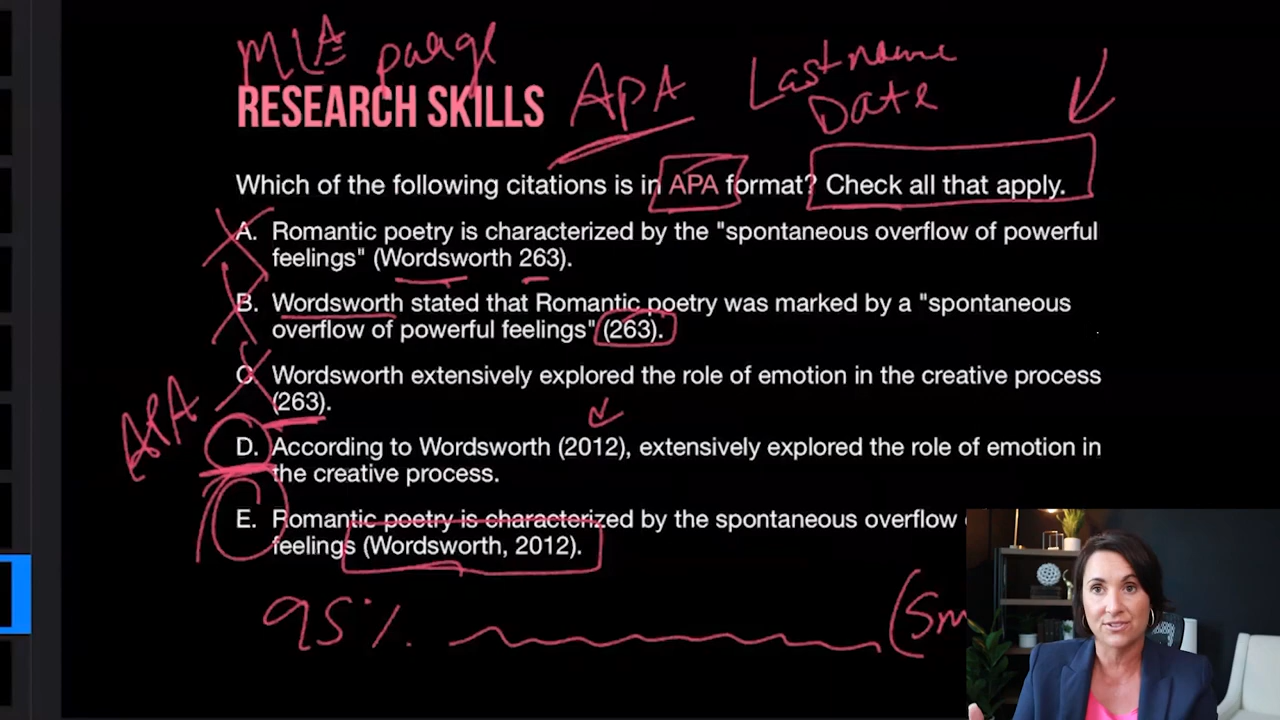 MLA page
RESEARCH SKILLS APA Last name
Date
Which of the following citations is in APA format? Check all that apply.
A. Romantic poetry is characterized by the "spontaneous overflow of powerful
feelings" (Wordsworth 263).
B. Wordsworth stated that Romantic poetry was marked by a "spontaneous
overflow of powerful feelings" (263).
C. Wordsworth extensively explored the role of emotion in the creative process
(263).
APA
D. According to Wordsworth (2012), extensively explored the role of emotion in
the creative process.
E. Romantic poetry is characterized by the spontaneous overflow
feelings (Wordsworth, 2012).
95%. (Sm